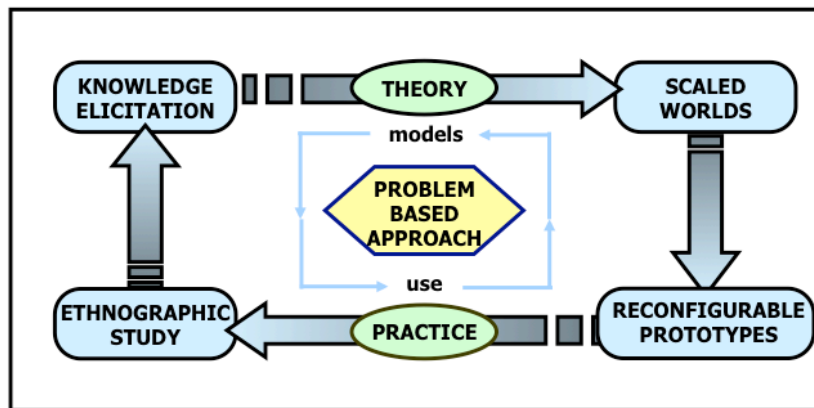 KNOWLEDGE
ELICITATION
THEORY
SCALED
WORLDS
models
PROBLEM
BASED
APPROACH
use
ETHNOGRAPHIC
STUDY
PRACTICE
RECONFIGURABLE
PROTOTYPES